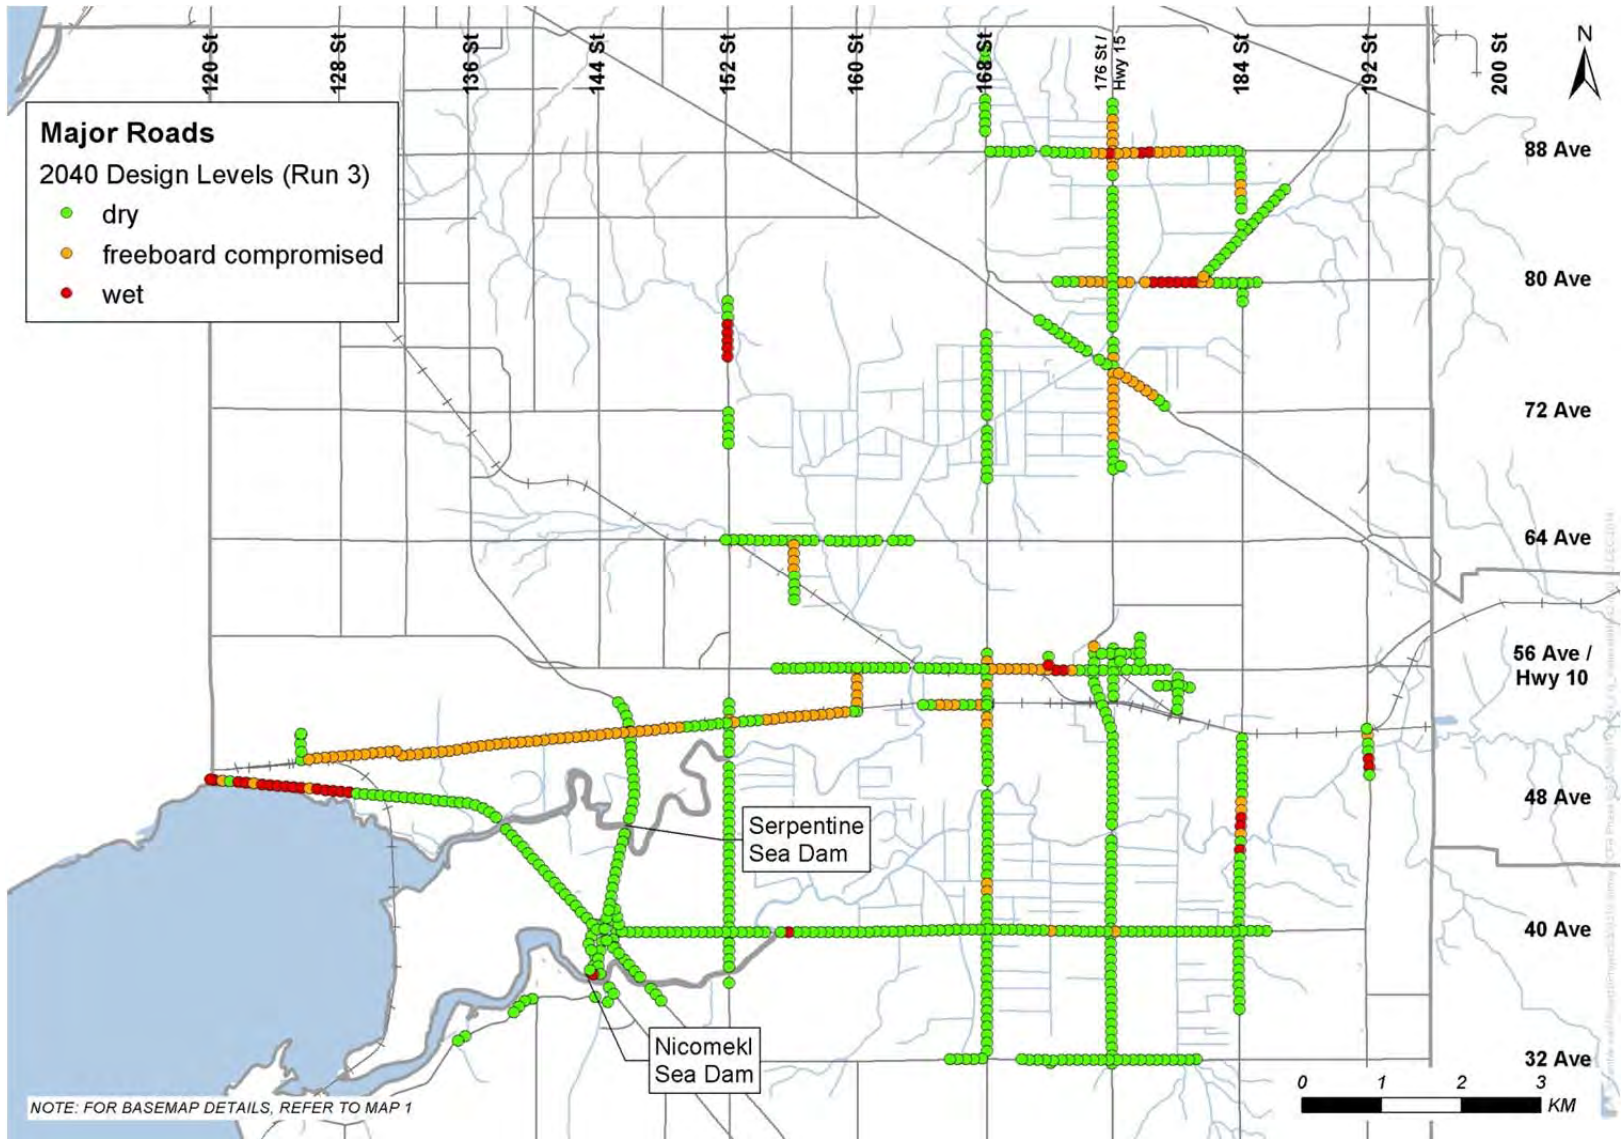 120 St
128 St
136 St
144 St
152 St
160 St
168 St
176 St /
Hwy 15
184 St
192 St
200 St
N
Major Roads
2040 Design Levels (Run 3)
dry
freeboard compromised
wet
88 Ave
80 Ave
72 Ave
64 Ave
56 Ave /
Hwy 10
48 Ave
Serpentine
Sea Dam
40 Ave
Nicomekl
Sea Dam
32 Ave
0 1 2 3
KM
NOTE: FOR BASEMAP DETAILS, REFER TO MAP 1